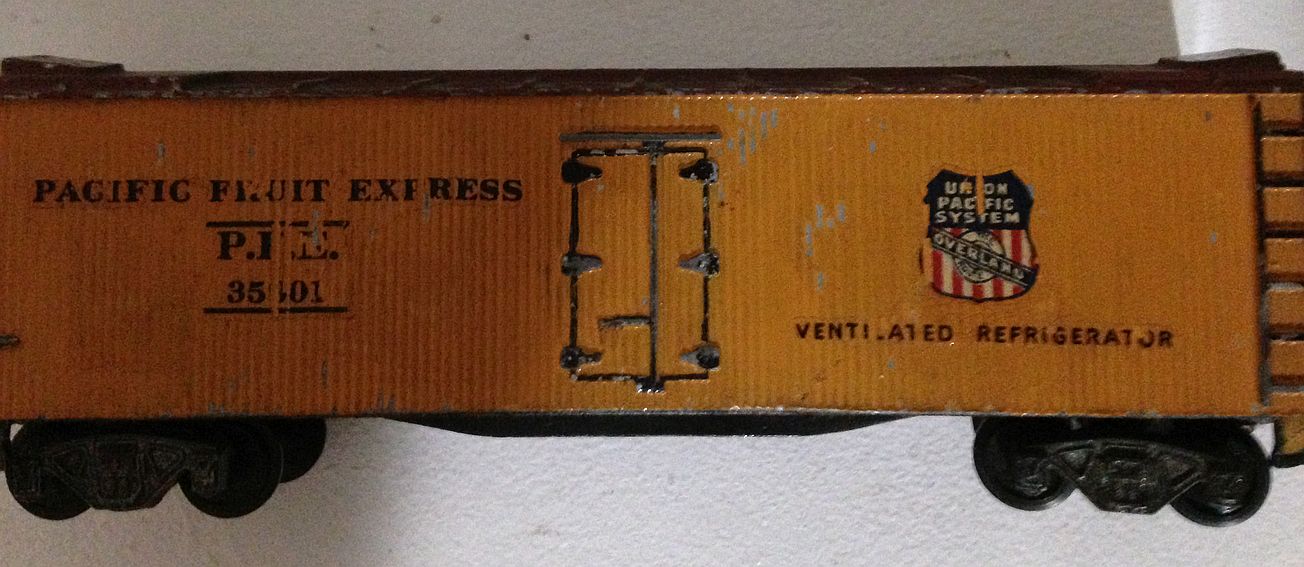 PACIFIC FRUIT EXPRESS
P.F.E.
UNION
PACIFIC
SYSTEM
OVERLAND
VENTILATED REFRIGERATOR